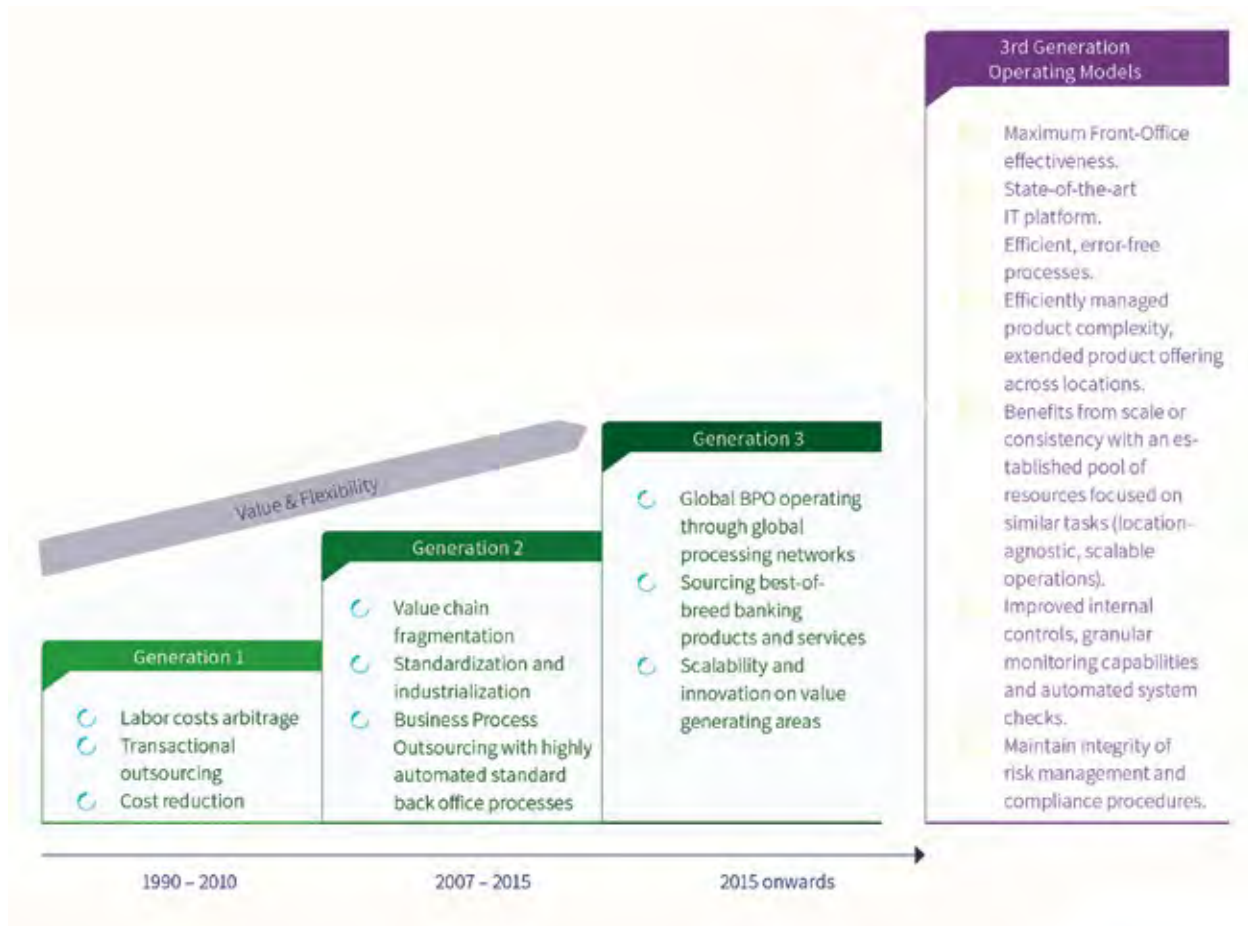 3rd Generation
Operating Models
Maximum Front-Office
effectiveness.
State-of-the-art
IT platform.
Efficient, error-free
processes.
Efficiently managed
product complexity,
extended product offering
across locations.
Benefits from scale or
consistency with an es-
tablished pool of
resources focused on
similar tasks (location-
agnostic, scalable
operations).
Improved internal
controls, granular
monitoring capabilities
and automated system
checks.
Maintain integrity of
risk management and
compliance procedures.
Value & Flexibility
Generation 1
Labor costs arbitrage
Transactional
outsourcing
Cost reduction
Generation 2
Value chain
fragmentation
Standardization and
industrialization
Business Process
Outsourcing with highly
automated standard
back office processes
Generation 3
Global BPO operating
through global
processing networks
Sourcing best-of-
breed banking
products and services
Scalability and
innovation on value
generating areas
1990 – 2010
2007 – 2015
2015 onwards